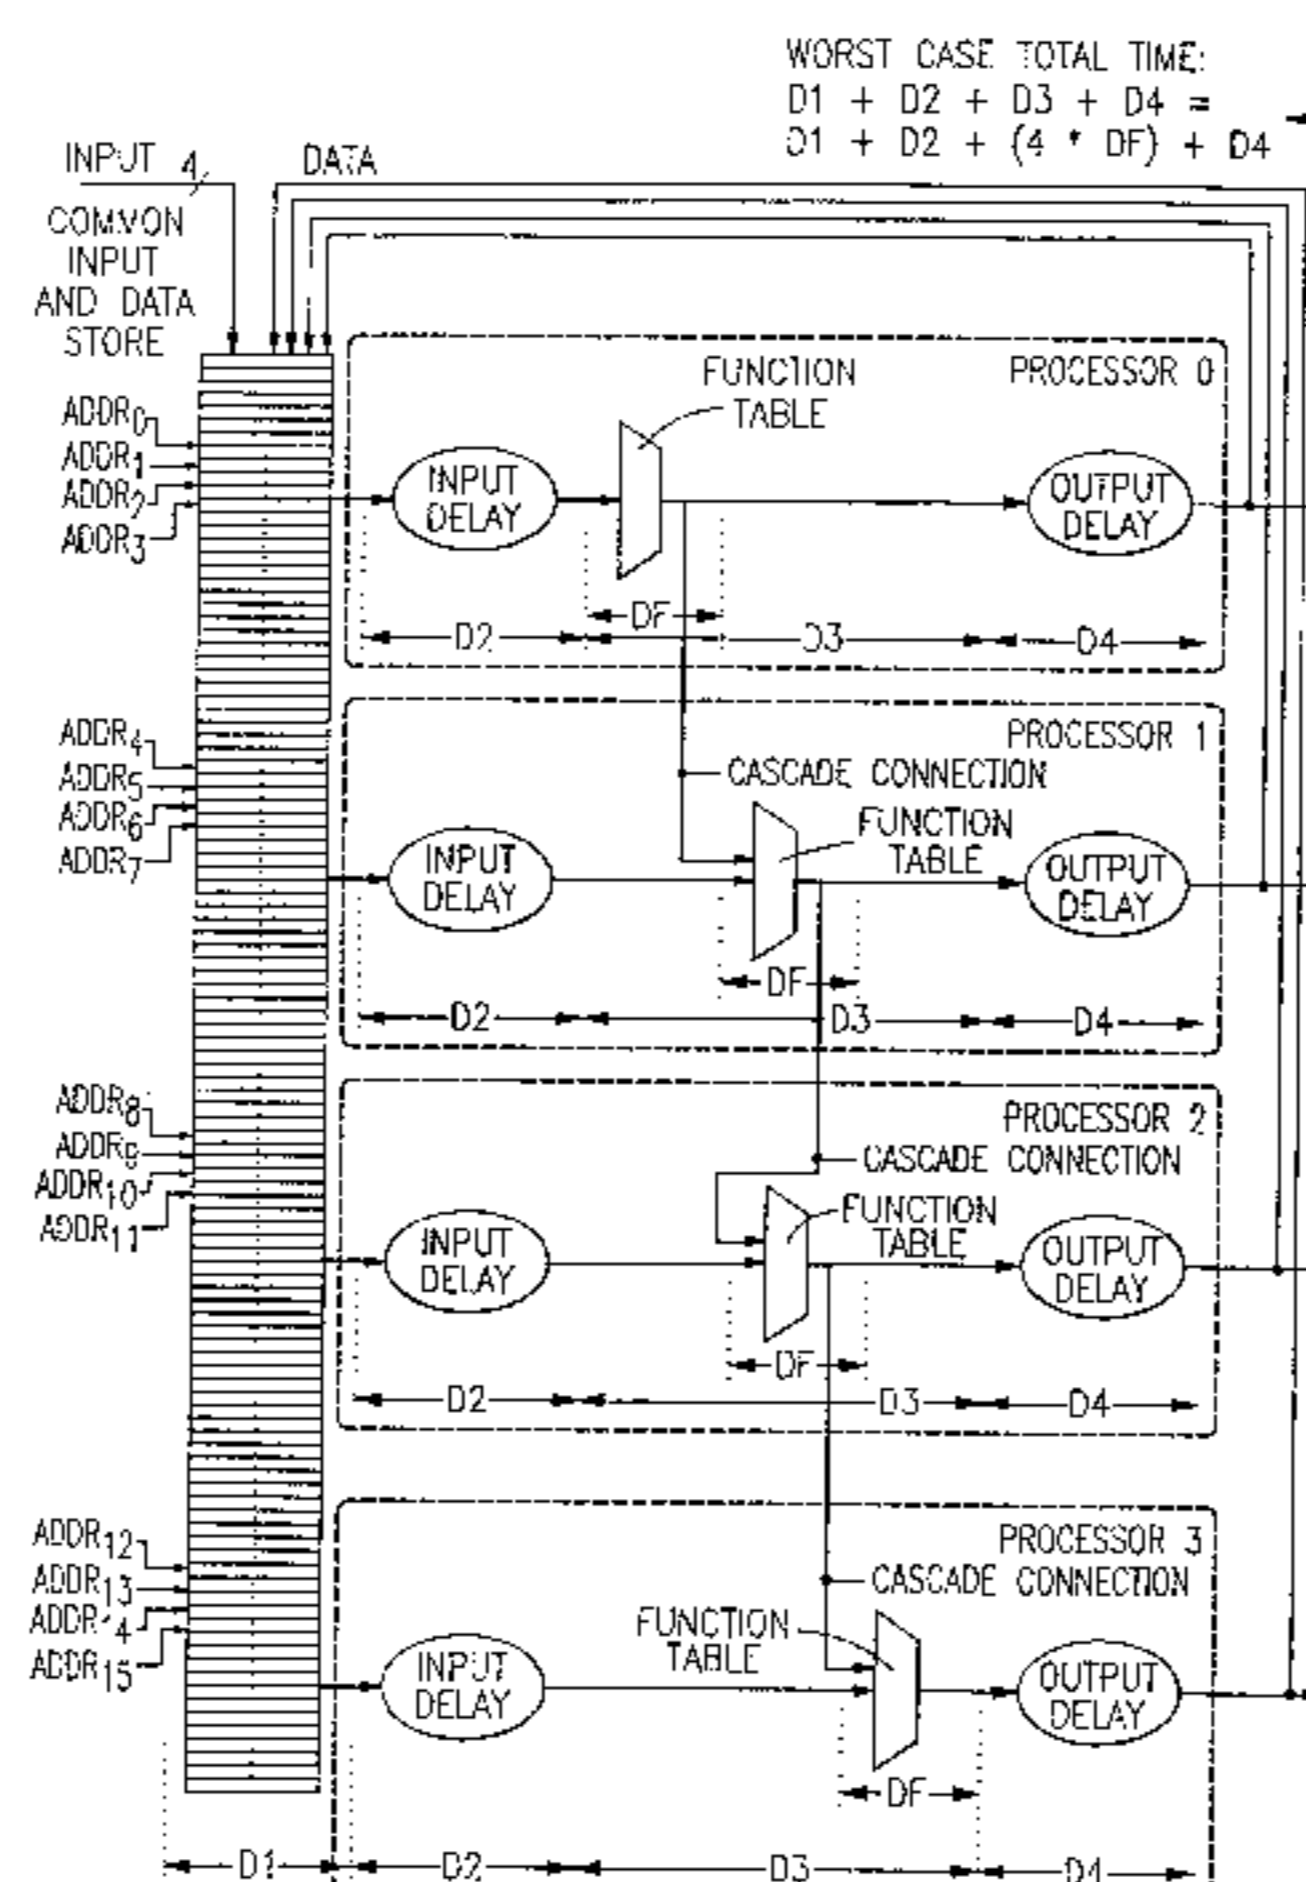 WORST CASE TOTAL TIME:
D1 + D2 + D3 + D4 =
D1 + D2 + (4 * DF) + D4
INPUT 4
DATA
COMMON
INPUT
AND DATA
STORE
ADDR0
ADDR1
ADDR2
ADDR3
PROCESSOR 0
FUNCTION
TABLE
INPUT
DELAY
OUTPUT
DELAY
DF
D2
D3
D4
ADDR4
ADDR5
ADDR6
ADDR7
PROCESSOR 1
CASCADE CONNECTION
FUNCTION
TABLE
INPUT
DELAY
OUTPUT
DELAY
DF
D2
D3
D4
ADDR8
ADDR9
ADDR10
ADDR11
PROCESSOR 2
CASCADE CONNECTION
FUNCTION
TABLE
INPUT
DELAY
OUTPUT
DELAY
DF
D2
D3
D4
ADDR12
ADDR13
ADDR14
ADDR15
PROCESSOR 3
CASCADE CONNECTION
FUNCTION
TABLE
INPUT
DELAY
OUTPUT
DELAY
DF
D1
D2
D3
D4